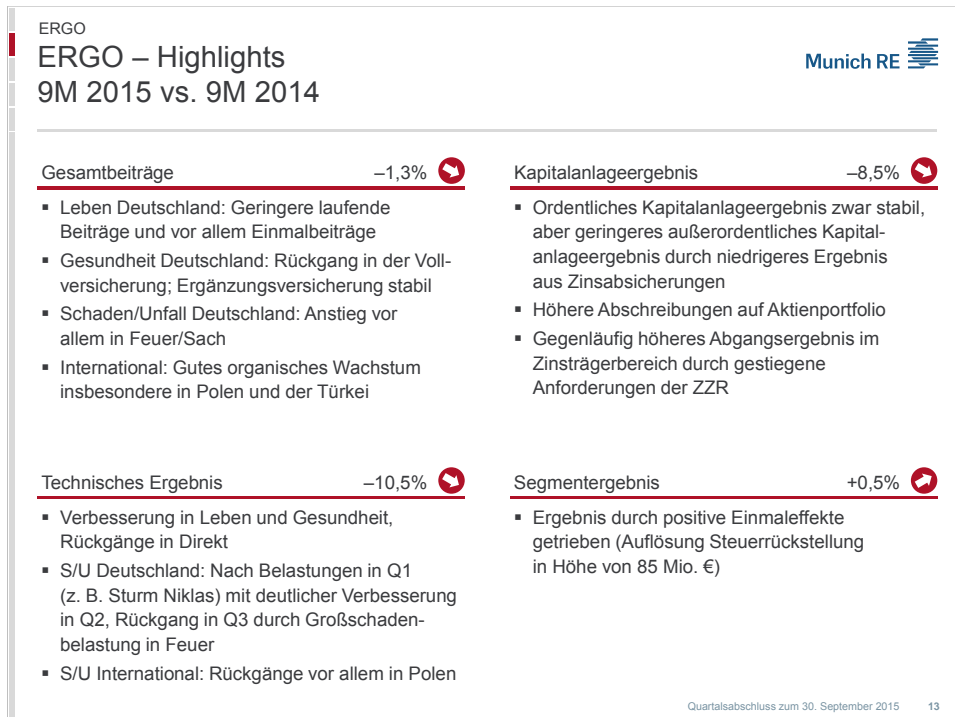 ERGO
ERGO – Highlights
9M 2015 vs. 9M 2014
Munich RE
Gesamtbeiträge –1,3%
▪ Leben Deutschland: Geringere laufende
Beiträge und vor allem Einmalbeiträge
▪ Gesundheit Deutschland: Rückgang in der Voll-
versicherung; Ergänzungsversicherung stabil
▪ Schaden/Unfall Deutschland: Anstieg vor
allem in Feuer/Sach
▪ International: Gutes organisches Wachstum
insbesondere in Polen und der Türkei
Kapitalanlageergebnis –8,5%
▪ Ordentliches Kapitalanlageergebnis zwar stabil,
aber geringeres außerordentliches Kapital-
anlageergebnis durch niedrigeres Ergebnis
aus Zinsabsicherungen
▪ Höhere Abschreibungen auf Aktienportfolio
▪ Gegenläufig höheres Abgangsergebnis im
Zinsträgerbereich durch gestiegene
Anforderungen der ZZR
Technisches Ergebnis –10,5%
▪ Verbesserung in Leben und Gesundheit,
Rückgänge in Direkt
▪ S/U Deutschland: Nach Belastungen in Q1
(z. B. Sturm Niklas) mit deutlicher Verbesserung
in Q2, Rückgang in Q3 durch Großschaden-
belastung in Feuer
▪ S/U International: Rückgänge vor allem in Polen
Segmentergebnis +0,5%
▪ Ergebnis durch positive Einmaleffekte
getrieben (Auflösung Steuerrückstellung
in Höhe von 85 Mio. €)
Quartalsabschluss zum 30. September 2015 13